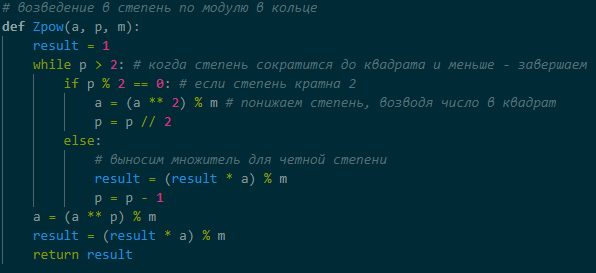 # возведение в степень по модулю в кольце
def Zpow(a, p, m):
    result = 1
    while p > 2: # когда степень сократится до квадрата и меньше - завершаем
        if p % 2 == 0: # если степень кратна 2
            a = (a ** 2) % m # понижаем степень, возводя число в квадрат
            p = p // 2
        else:
            # выносим множитель для четной степени
            result = (result * a) % m
            p = p - 1
    a = (a ** p) % m
    result = (result * a) % m
    return result